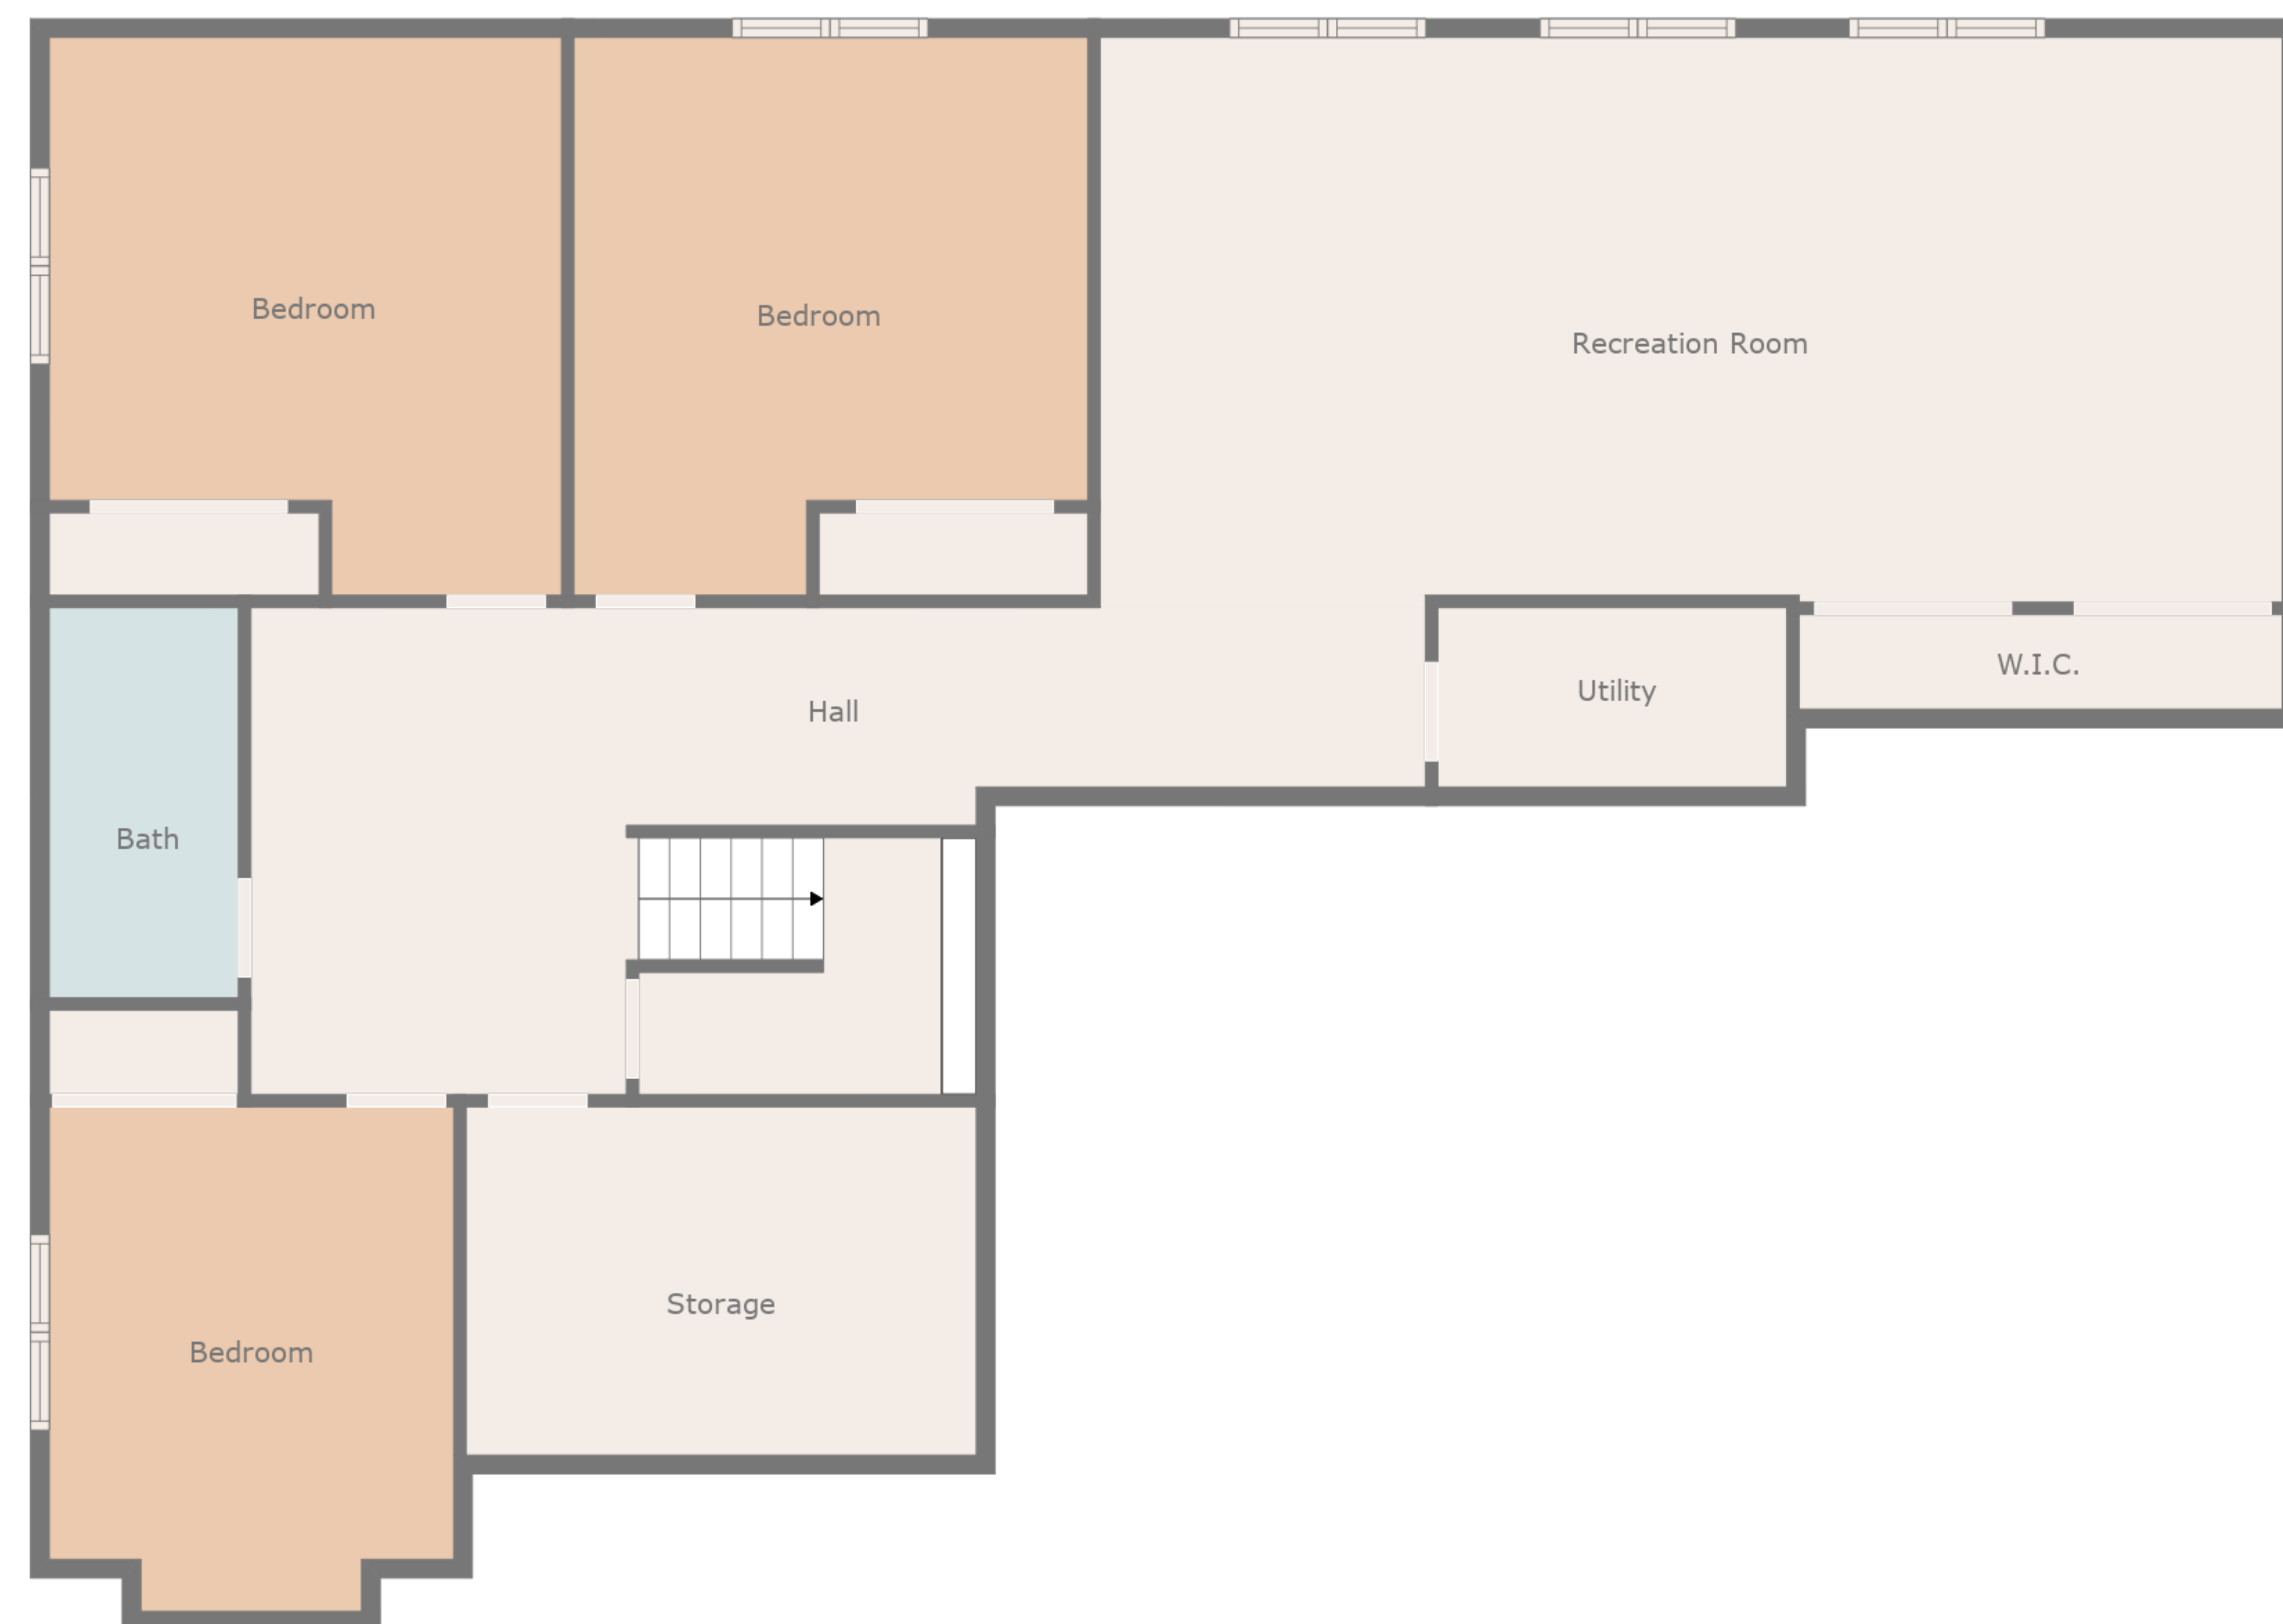 Bedroom
Bedroom
Recreation Room
Hall
Utility
W.I.C.
Bath
Storage
Bedroom